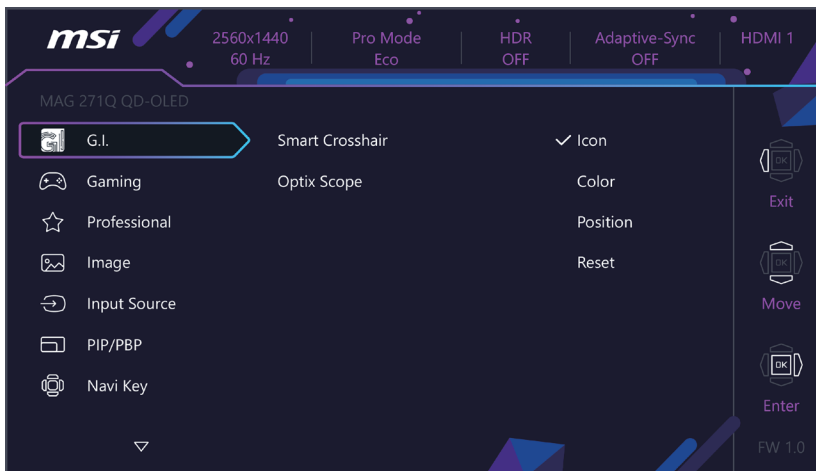 msi
2560x1440
60 Hz
Pro Mode
Eco
HDR
OFF
Adaptive-Sync
OFF
HDMI 1
MAG 271Q QD-OLED
G.I.
Smart Crosshair
Icon
Gaming
Optix Scope
Color
Professional
Position
Image
Reset
Input Source
PIP/PBP
Navi Key
OK
Exit
OK
Move
OK
Enter
FW 1.0